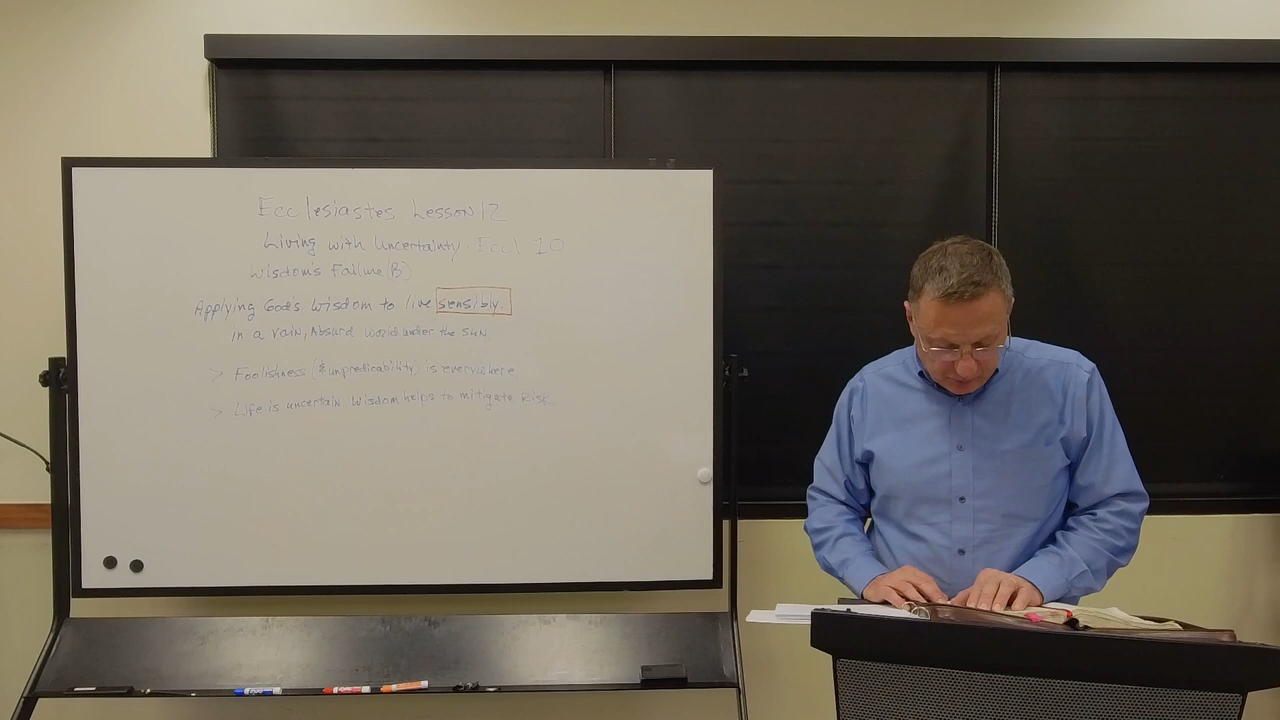 Ecclesiastes Lesson 12
Living with Uncertainty. Eccl 10
Wisdom's Failure (B)
Applying God's Wisdom to live sensibly.
in a vain, Absurd World under the SUN.
> Foolishness (& unpredicability) is everywhere
> Life is uncertain Wisdom helps to mitigate Risk.